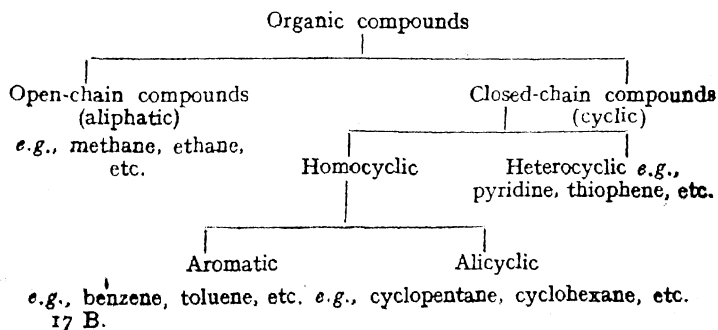 Organic compounds
Open-chain compounds
(aliphatic)
e.g., methane, ethane,
etc.
Closed-chain compounds
(cyclic)
Homocyclic
Heterocyclic e.g.,
pyridine, thiophene, etc.
Aromatic
Alicyclic
e.g., benzene, toluene, etc. e.g., cyclopentane, cyclohexane, etc.
17 B.